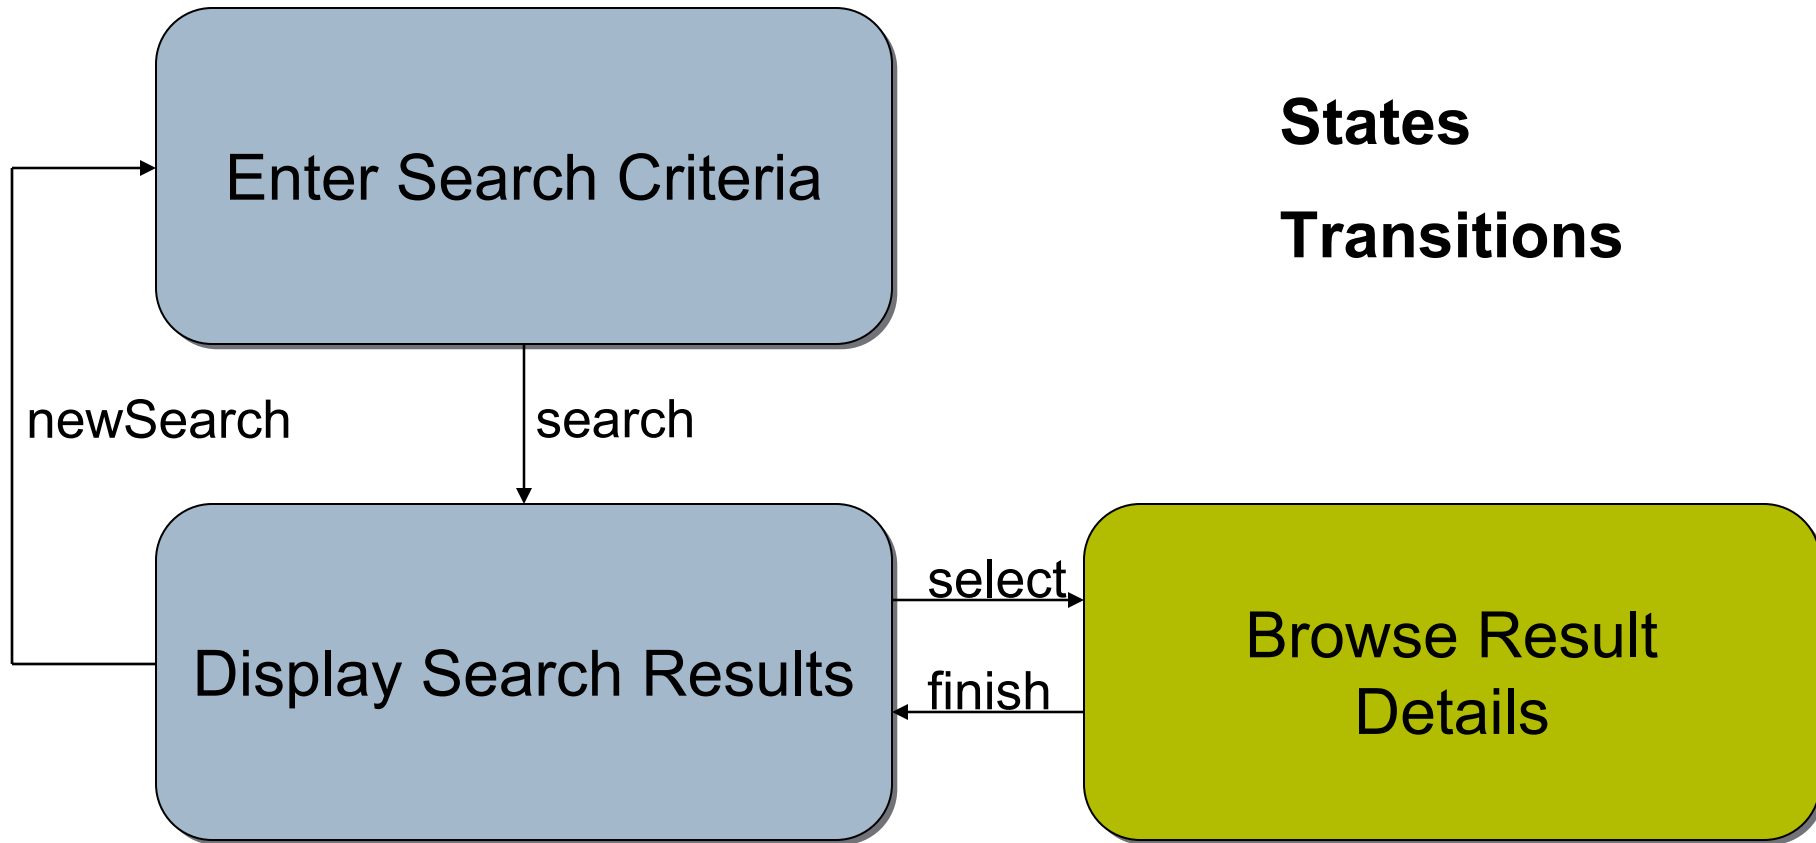 Enter Search Criteria
States
Transitions
newSearch
search
Display Search Results
select
finish
Browse Result
Details